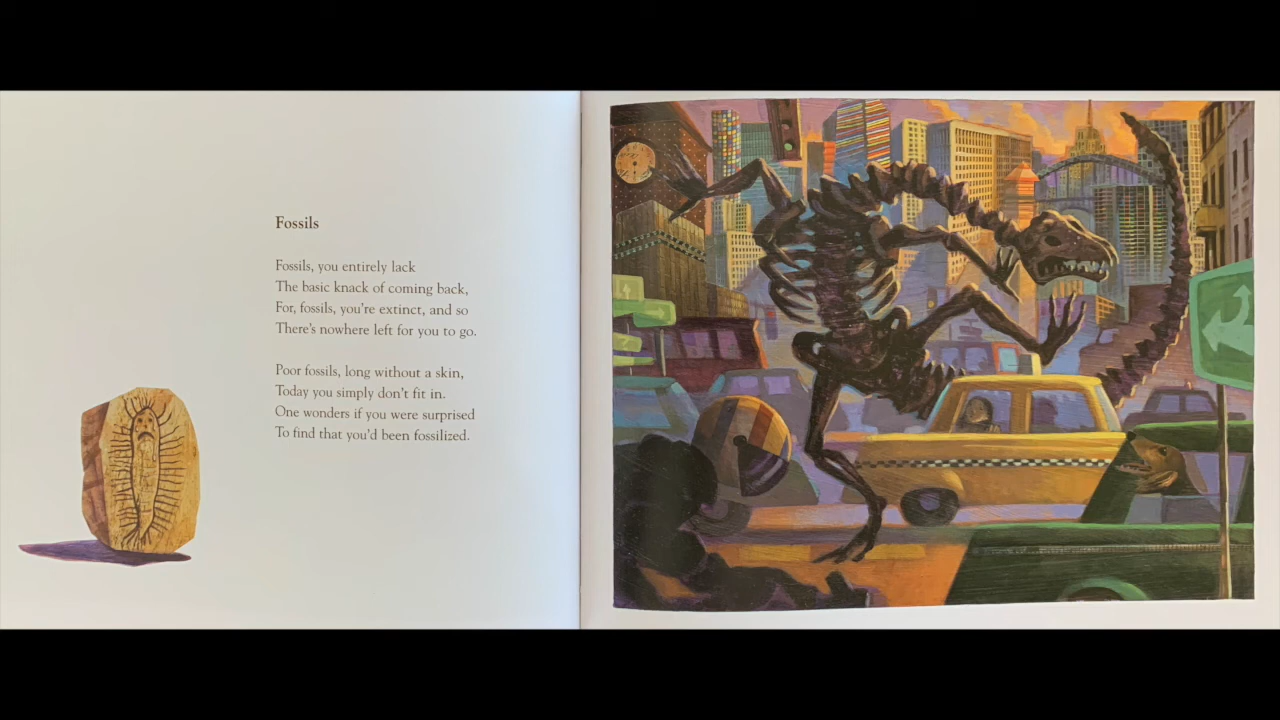 Fossils
Fossils, you entirely lack
The basic knack of coming back,
For, fossils, you're extinct, and so
There's nowhere left for you to go.
Poor fossils, long without a skin,
Today you simply don't fit in.
One wonders if you were surprised
To find that you'd been fossilized.